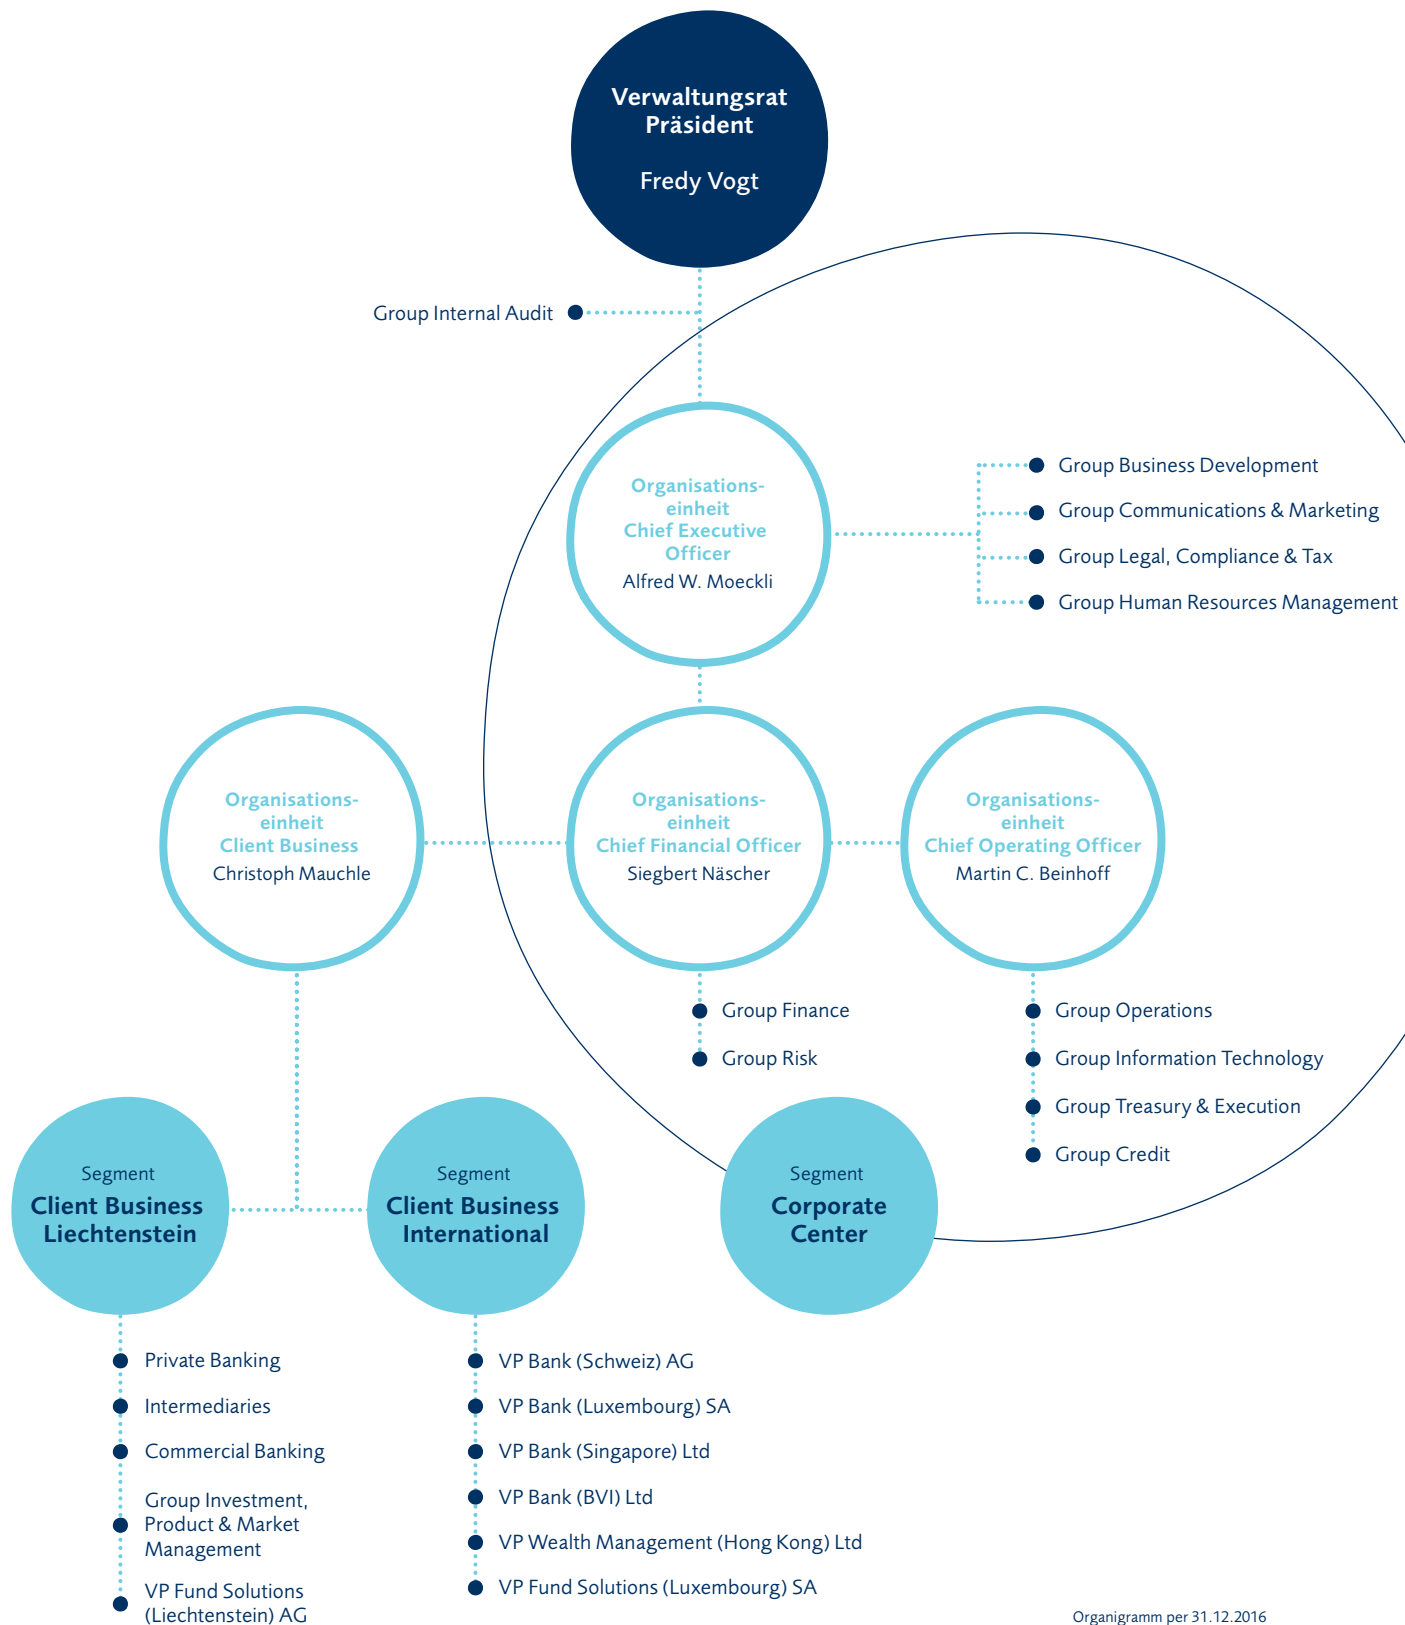 Verwaltungsrat
Präsident
Fredy Vogt
Group Internal Audit
Organisations-
einheit
Chief Executive
Officer
Alfred W. Moeckli
Group Business Development
Group Communications & Marketing
Group Legal, Compliance & Tax
Group Human Resources Management
Organisations-
einheit
Client Business
Christoph Mauchle
Organisations-
einheit
Chief Financial Officer
Siegbert Näscher
Organisations-
einheit
Chief Operating Officer
Martin C. Beinhoff
Group Finance
Group Risk
Group Operations
Group Information Technology
Group Treasury & Execution
Group Credit
Segment
Client Business
Liechtenstein
Segment
Client Business
International
Segment
Corporate
Center
Private Banking
Intermediaries
Commercial Banking
Group Investment,
Product & Market
Management
VP Fund Solutions
(Liechtenstein) AG
VP Bank (Schweiz) AG
VP Bank (Luxembourg) SA
VP Bank (Singapore) Ltd
VP Bank (BVI) Ltd
VP Wealth Management (Hong Kong) Ltd
VP Fund Solutions (Luxembourg) SA
Organigramm per 31.12.2016